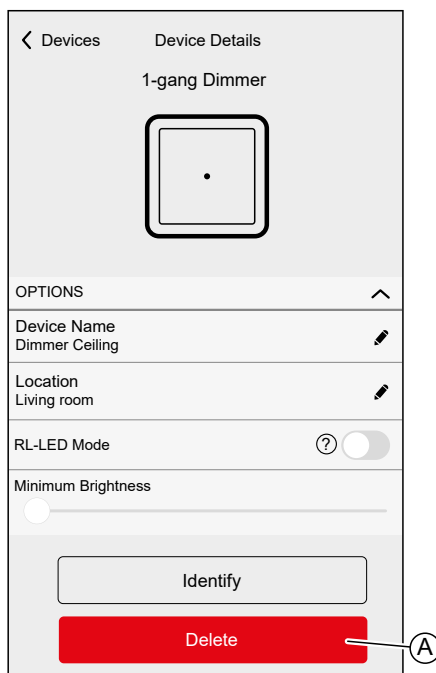 Devices Device Details
1-gang Dimmer
OPTIONS
Device Name
Dimmer Ceiling
Location
Living room
RL-LED Mode ?
Minimum Brightness
Identify
Delete A